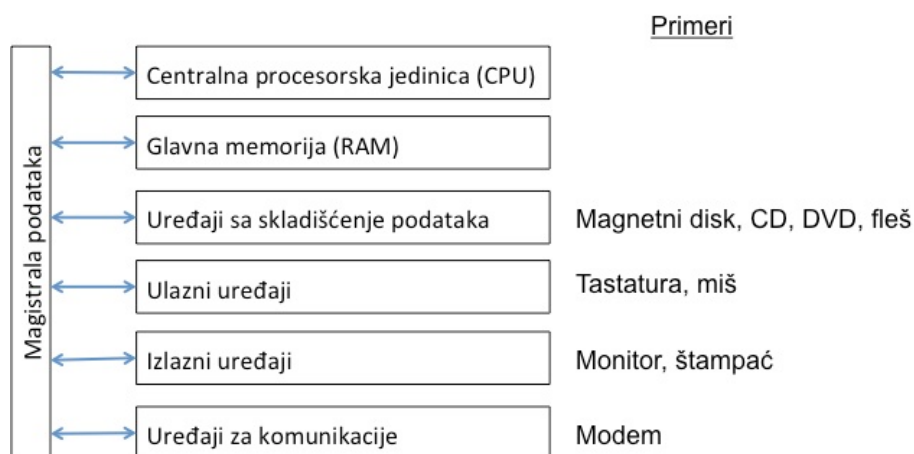 Primeri
Magistrala podataka
Centralna procesorska jedinica (CPU)
Glavna memorija (RAM)
Uređaji sa skladišćenje podataka
Magnetni disk, CD, DVD, fleš
Ulazni uređaji
Tastatura, miš
Izlazni uređaji
Monitor, štampać
Uređaji za komunikacije
Modem